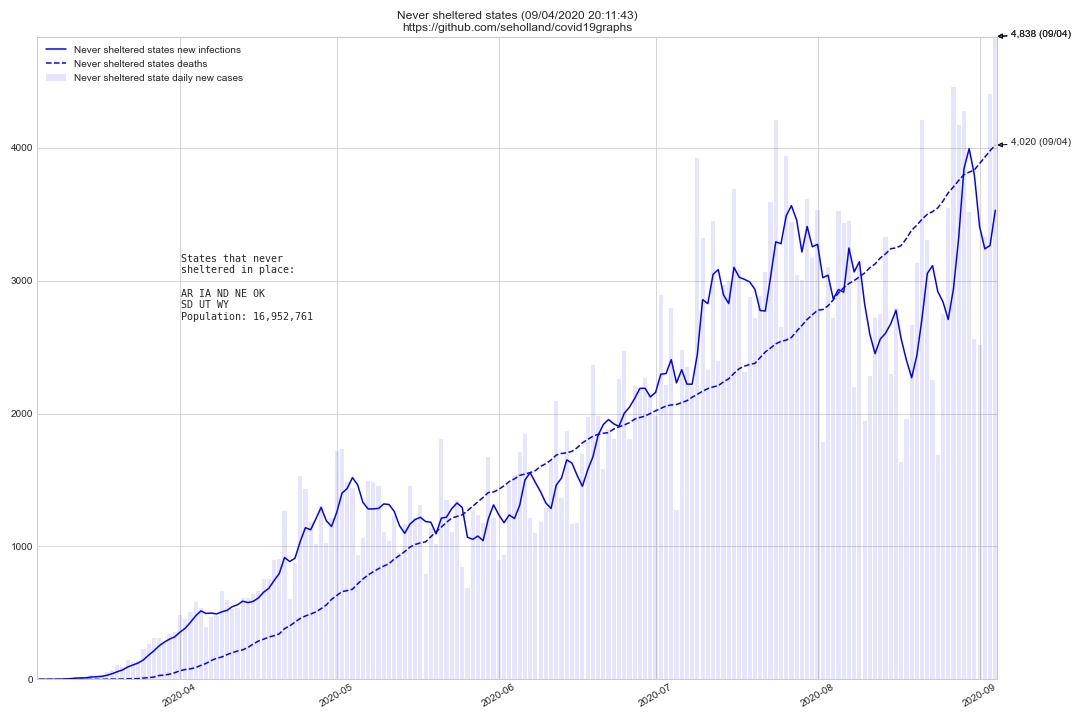 Never sheltered states (09/04/2020 20:11:43)
https://github.com/seholland/covid19graphs
4,838 (09/04)
Never sheltered states new infections
Never sheltered states deaths
Never sheltered state daily new cases
4000
4,020 (09/04)
States that never
sheltered in place:
3000
AR IA ND NE OK
SD UT WY
Population: 16,952,761
2000
1000
0
2020-04
2020-05
2020-06
2020-07
2020-08
2020-09